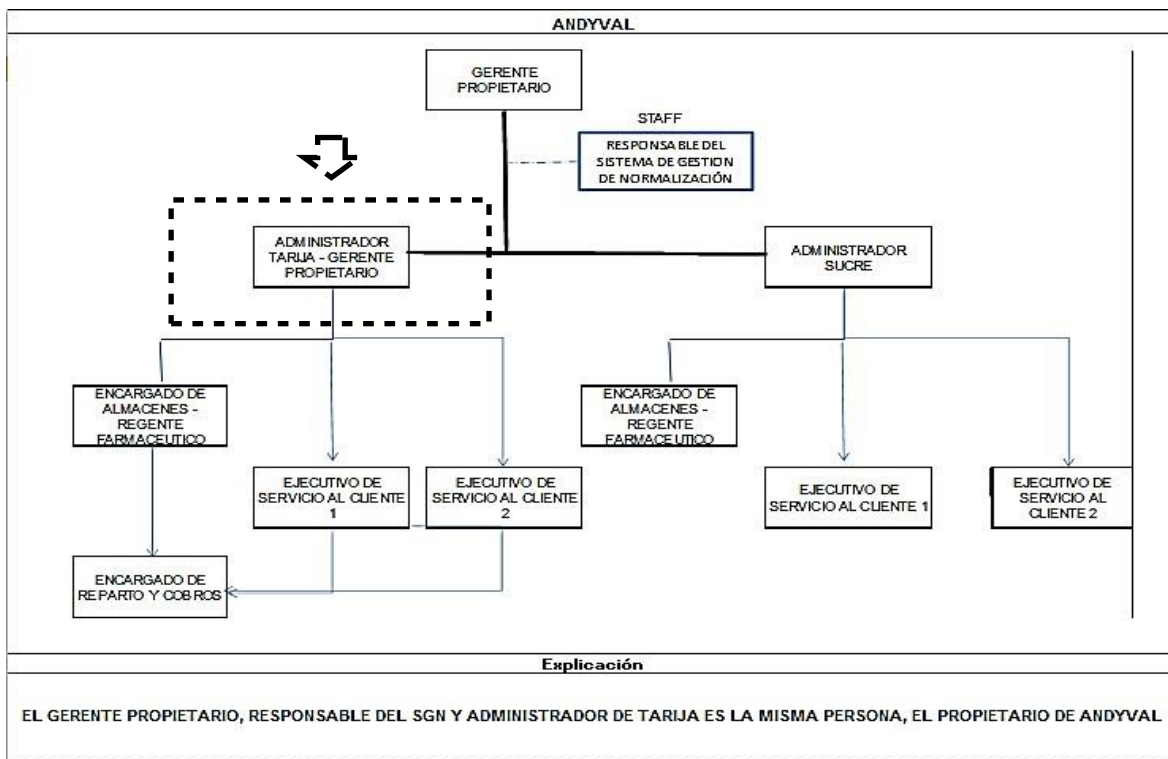 ANDYVAL
GERENTE
PROPIETARIO
STAFF
RESPONSABLE DEL
SISTEMA DE GESTION
DE NORMALIZACIÓN
ADMINISTRADOR
TARIJA - GERENTE
PROPIETARIO
ADMINISTRADOR
SUCRE
ENCARGADO DE
ALMACENES -
REGENTE
FARMACEUTICO
ENCARGADO DE
ALMACENES -
REGENTE
FARMACEUTICO
EJECUTIVO DE
SERVICIO AL CLIENTE
1
EJECUTIVO DE
SERVICIO AL CLIENTE
2
EJECUTIVO DE
SERVICIO AL CLIENTE 1
EJECUTIVO DE
SERVICIO AL
CLIENTE 2
ENCARGADO DE
REPARTO Y COBROS
Explicación
EL GERENTE PROPIETARIO, RESPONSABLE DEL SGN Y ADMINISTRADOR DE TARIJA ES LA MISMA PERSONA, EL PROPIETARIO DE ANDYVAL